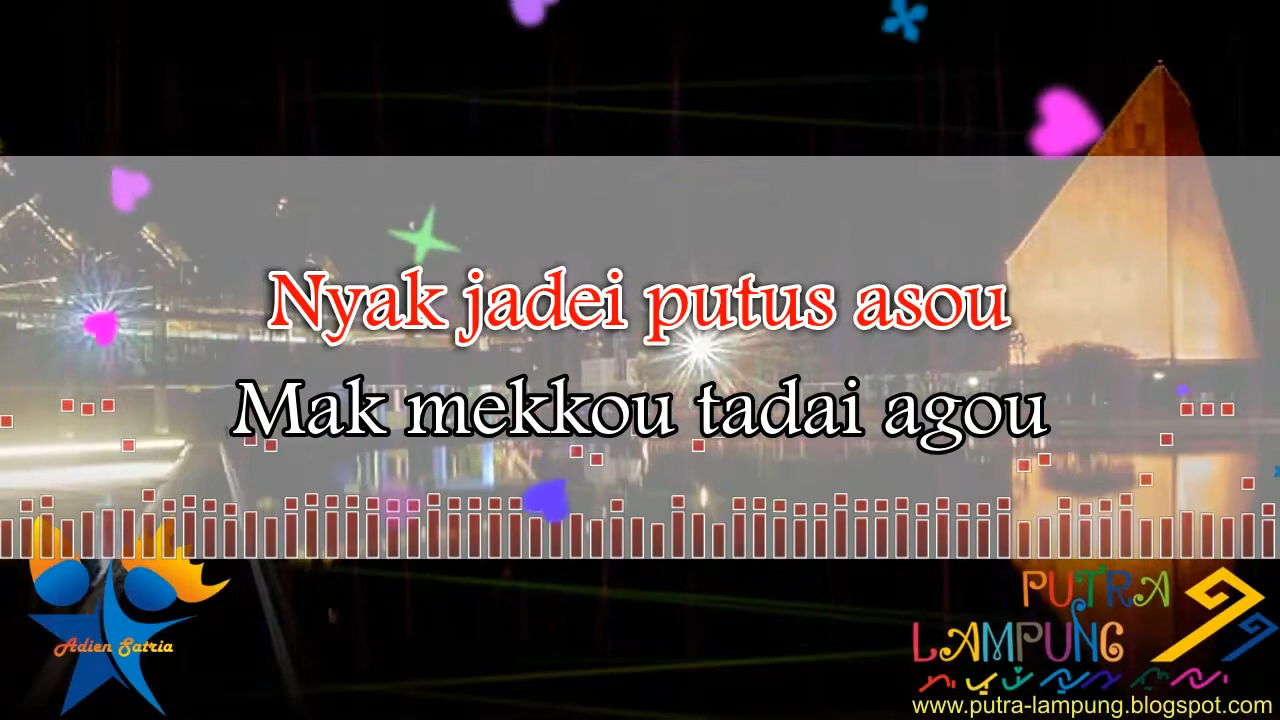 Nyak jadei putus asou
Mak mekkou tadai agou
Adien Satria
PUTRA
LAMPUNG
www.putra-lampung.blogspot.com